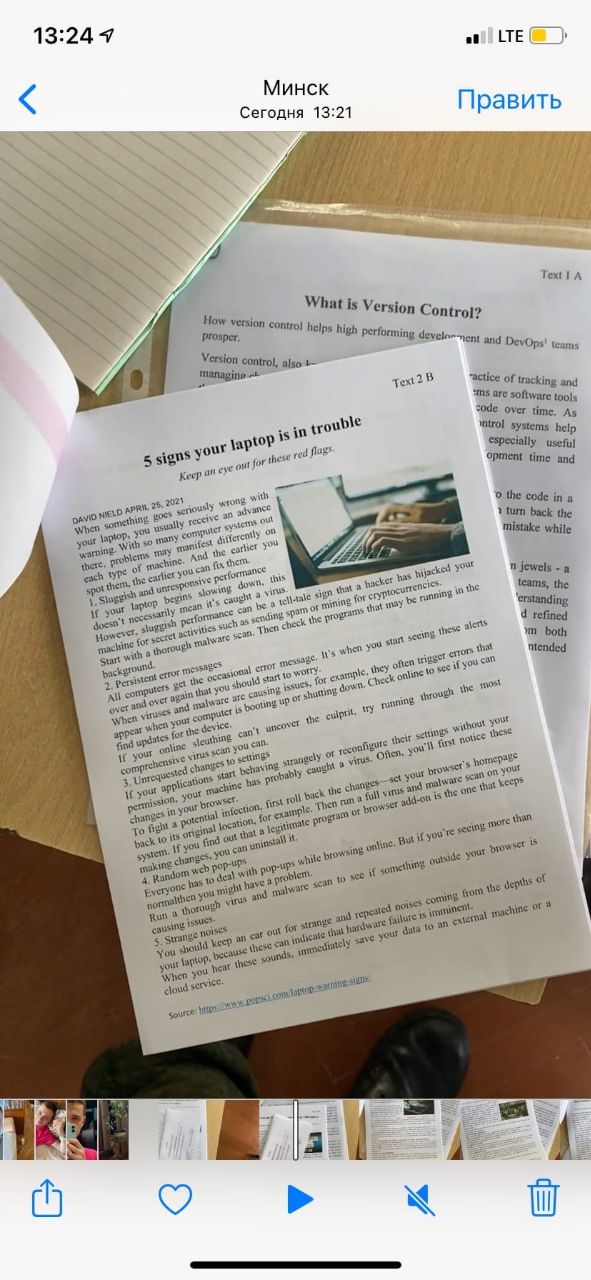 13:24
LTE
Минск
Сегодня 13:21
Править
Text 1 A
What is Version Control?
How version control helps high performing development and DevOps' teams
prosper.
Version control, also
managing
ractice of tracking and
ems are software tools
code over time. As
ontrol systems help
especially useful
opment time and
o the code in a
turn back the
mistake while
n jewels - a
teams, the
erstanding
d refined
om both
ntended
Text 2 B
5 signs your laptop is in trouble
Keep an eye out for these red flags.
DAVID NIELD APRIL 25, 2021
When something goes seriously wrong with
your laptop, you usually receive an advance
warning. With so many computer systems out
there, problems may manifest differently on
each type of machine. And the earlier you
spot them, the earlier you can fix them.
1. Sluggish and unresponsive performance
If your laptop begins slowing down, this
doesn't necessarily mean it's caught a virus.
However, sluggish performance can be a tell-tale sign that a hacker has hijacked your
machine for secret activities such as sending spam or mining for cryptocurrencies.
Start with a thorough malware scan. Then check the programs that may be running in the
background.
2. Persistent error messages
All computers get the occasional error message. It's when you start seeing these alerts
over and over again that you should start to worry.
When viruses and malware are causing issues, for example, they often trigger errors that
appear when your computer is booting up or shutting down. Check online to see if you can
find updates for the device.
If your online sleuthing can't uncover the culprit, try running through the most
comprehensive virus scan you can.
3. Unrequested changes to settings
If your applications start behaving strangely or reconfigure their settings without your
permission, your machine has probably caught a virus. Often, you'll first notice these
changes in your browser.
To fight a potential infection, first roll back the changes—set your browser's homepage
back to its original location, for example. Then run a full virus and malware scan on your
system. If you find out that a legitimate program or browser add-on is the one that keeps
making changes, you can uninstall it.
4. Random web pop-ups
Everyone has to deal with pop-ups while browsing online. But if you're seeing more than
normalthen you might have a problem.
Run a thorough virus and malware scan to see if something outside your browser is
causing issues.
5. Strange noises
You should keep an ear out for strange and repeated noises coming from the depths of
your laptop, because these can indicate that hardware failure is imminent.
When you hear these sounds, immediately save your data to an external machine or a
cloud service.
Source: https://www.popsci.com/laptop-warning-signs/